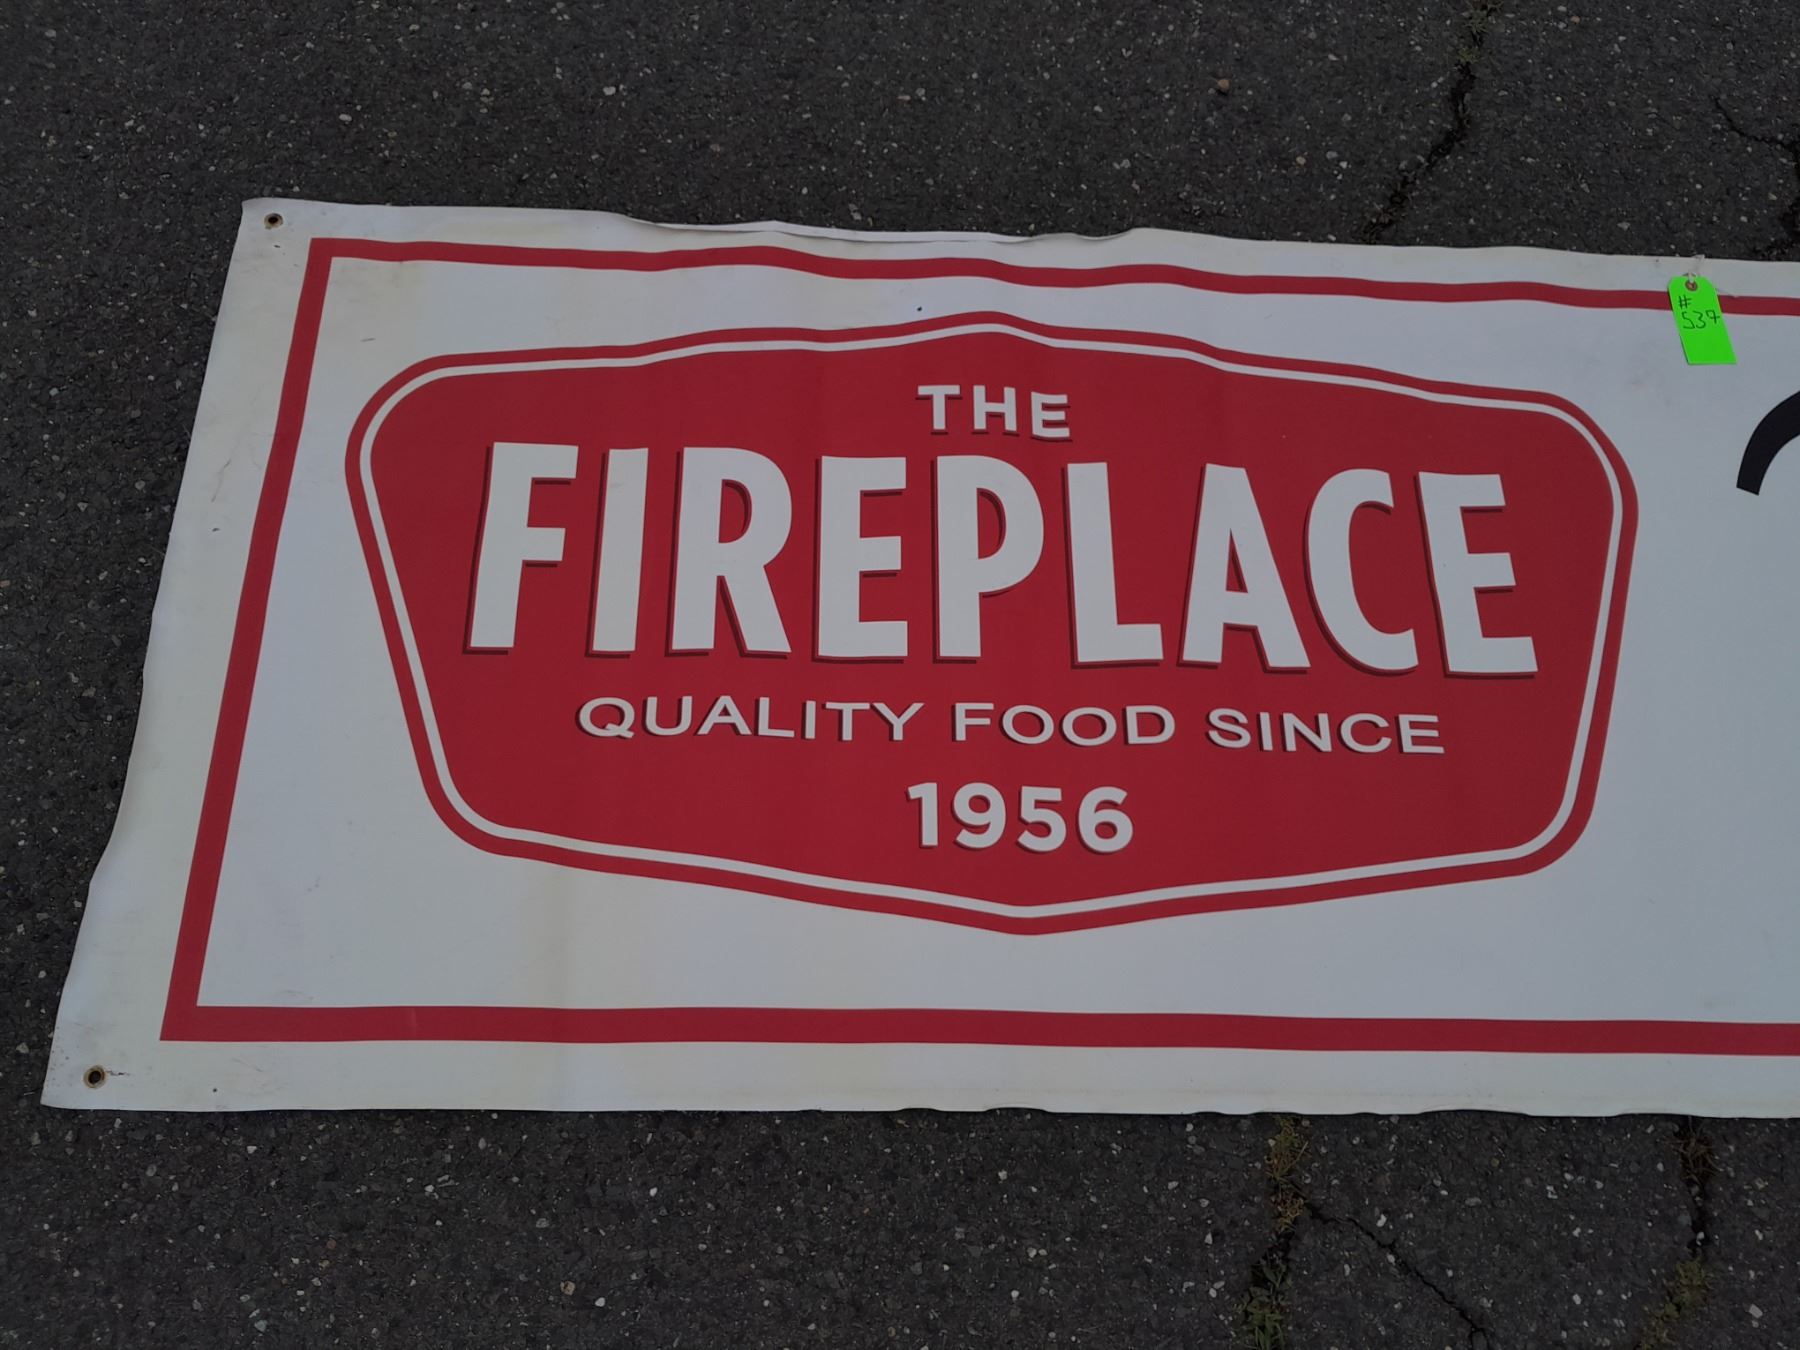 THE
FIREPLACE
QUALITY FOOD SINCE
1956
#
537